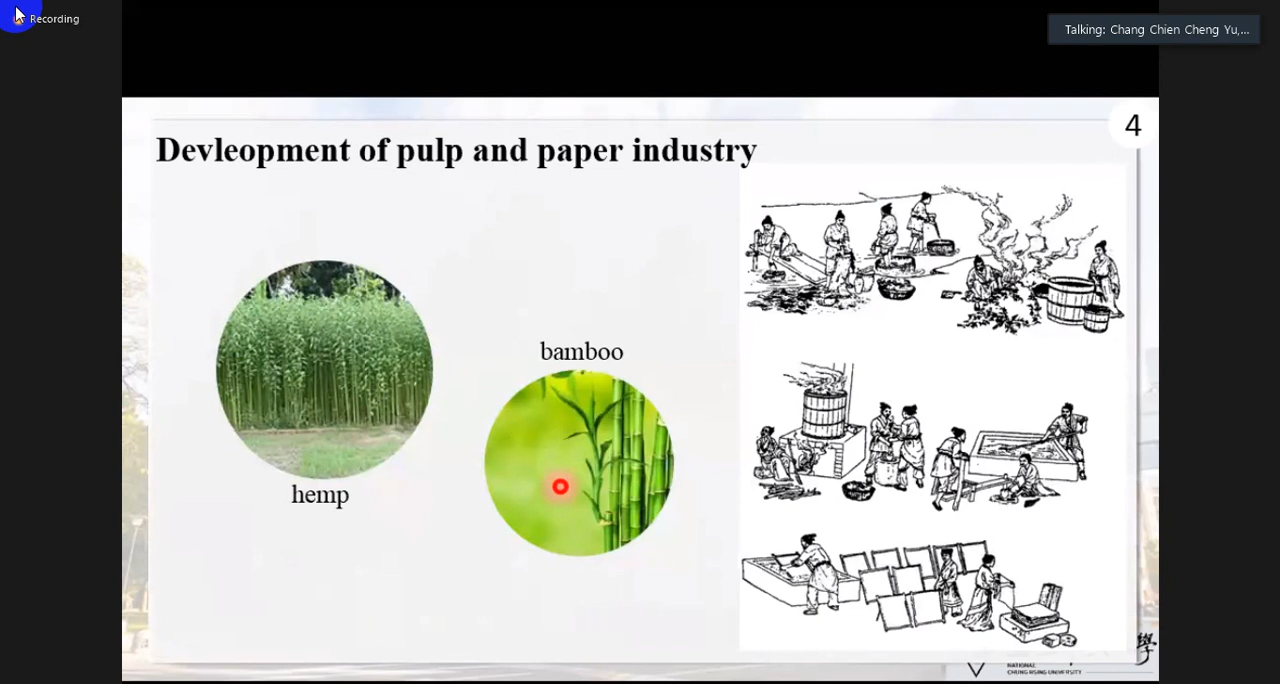 Recording
Talking: Chang Chien Cheng Yu,...
4
Devleopment of pulp and paper industry
bamboo
hemp
學
NATIONAL
CHUNG HSING UNIVERSITY